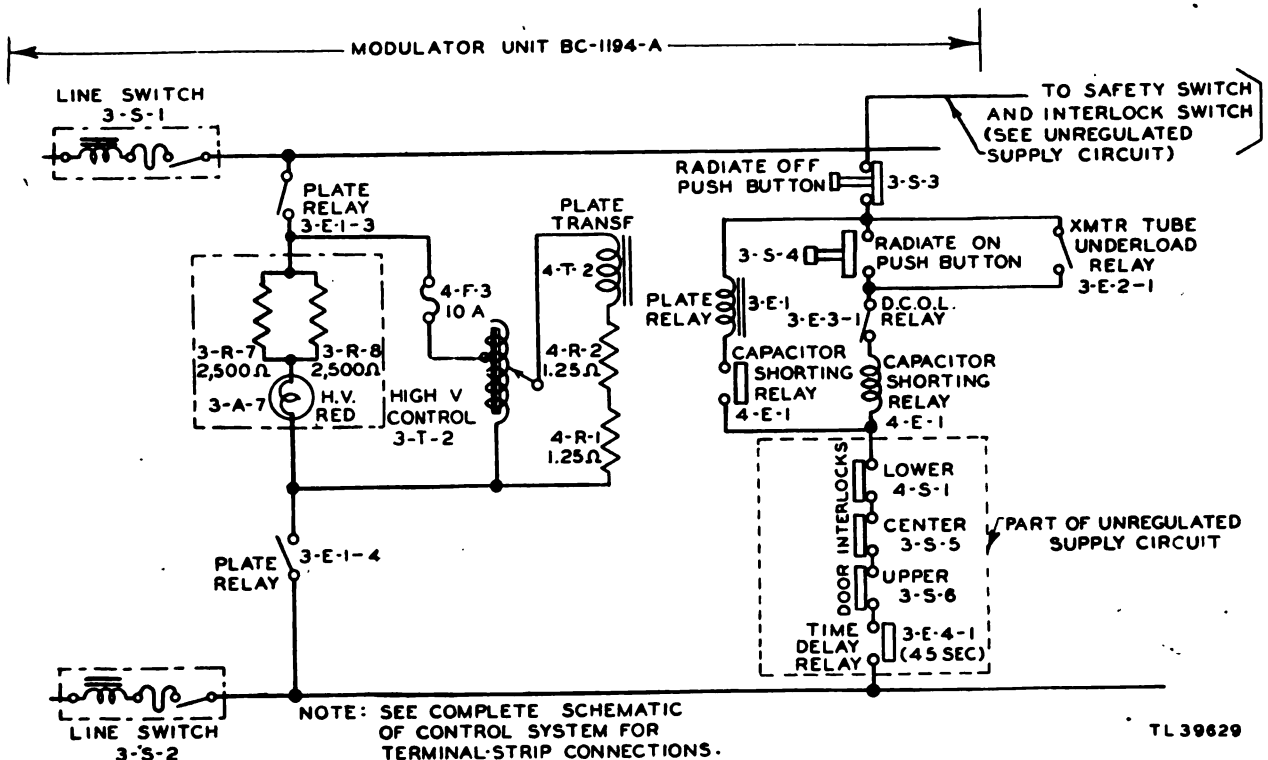 MODULATOR UNIT BC-1194-A
LINE SWITCH
3-S-1
TO SAFETY SWITCH
AND INTERLOCK SWITCH
(SEE UNREGULATED
SUPPLY CIRCUIT)
RADIATE OFF
PUSH BUTTON
3-S-3
PLATE
RELAY
3-E-1-3
PLATE
TRANSF
4-T-2
3-S-4
RADIATE ON
PUSH BUTTON
XMTR TUBE
UNDERLOAD
RELAY
3-E-2-1
4-F-3
10 A
PLATE
RELAY
3-E-1
3-E-3-1
D.C.O.L.
RELAY
3-R-7
2,500Ω
3-R-8
2,500Ω
3-A-7
H.V.
RED
HIGH V
CONTROL
3-T-2
4-R-2
1.25Ω
4-R-1
1.25Ω
CAPACITOR
SHORTING
RELAY
4-E-1
CAPACITOR
SHORTING
RELAY
4-E-1
DOOR INTERLOCKS
LOWER
4-S-1
CENTER
3-S-5
UPPER
3-S-6
PART OF UNREGULATED
SUPPLY CIRCUIT
TIME
DELAY
RELAY
3-E-4-1
(45 SEC)
PLATE
RELAY
3-E-1-4
LINE SWITCH
3-S-2
NOTE: SEE COMPLETE SCHEMATIC
OF CONTROL SYSTEM FOR
TERMINAL-STRIP CONNECTIONS.
TL 39629